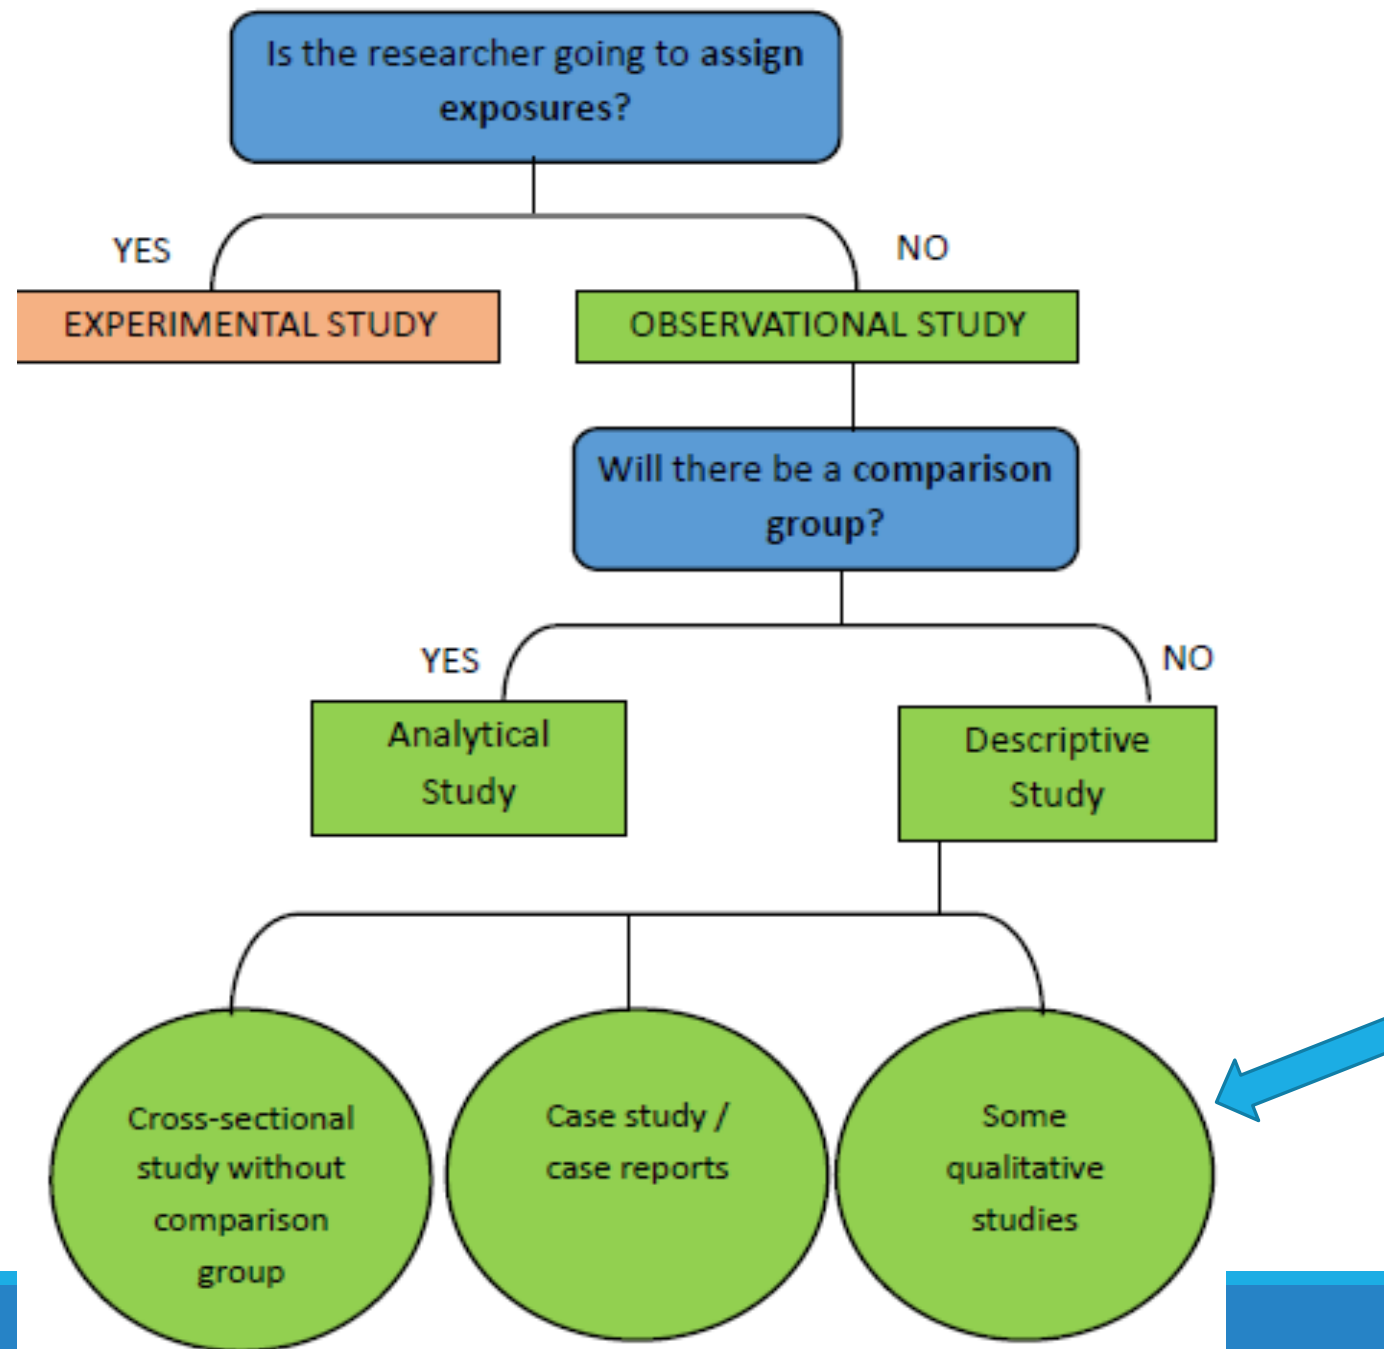 Is the researcher going to assign
exposures?
YES
NO
EXPERIMENTAL STUDY
OBSERVATIONAL STUDY
Will there be a comparison
group?
YES
NO
Analytical
Study
Descriptive
Study
Cross-sectional
study without
comparison
group
Case study /
case reports
Some
qualitative
studies